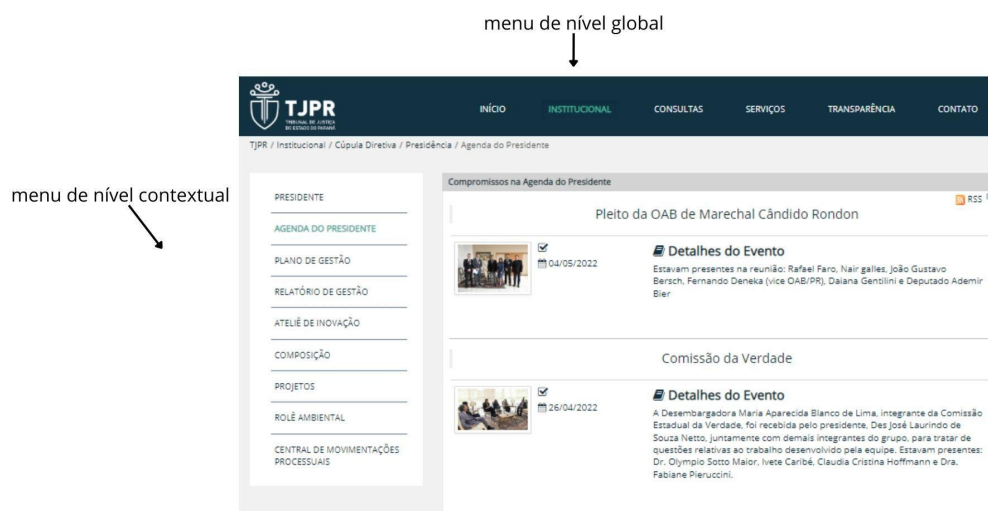 menu de nível global
TJPR
TRIBUNAL DE JUSTIÇA
DO ESTADO DO PARANÁ
INÍCIO
INSTITUCIONAL
CONSULTAS
SERVIÇOS
TRANSPARÊNCIA
CONTATO
TJPR / Institucional / Cúpula Diretiva / Presidência / Agenda do Presidente
menu de nível contextual
PRESIDENTE
AGENDA DO PRESIDENTE
PLANO DE GESTÃO
RELATÓRIO DE GESTÃO
ATELIÊ DE INOVAÇÃO
COMPOSIÇÃO
PROJETOS
ROLÊ AMBIENTAL
CENTRAL DE MOVIMENTAÇÕES
PROCESSUAIS
Compromissos na Agenda do Presidente
RSS
Pleito da OAB de Marechal Cândido Rondon
04/05/2022
Detalhes do Evento
Estavam presentes na reunião: Rafael Faro, Nair galles, João Gustavo
Bersch, Fernando Deneka (vice OAB/PR), Daiana Gentilini e Deputado Ademir
Bier
Comissão da Verdade
26/04/2022
Detalhes do Evento
A Desembargadora Maria Aparecida Blanco de Lima, integrante da Comissão
Estadual da Verdade, foi recebida pelo presidente, Des José Laurindo de
Souza Netto, juntamente com demais integrantes do grupo, para tratar de
questões relativas ao trabalho desenvolvido pela equipe. Estavam presentes:
Dr. Olympio Sotto Maior, Ivete Caribé, Claudia Cristina Hoffmann e Dra.
Fabiane Pieruccini.